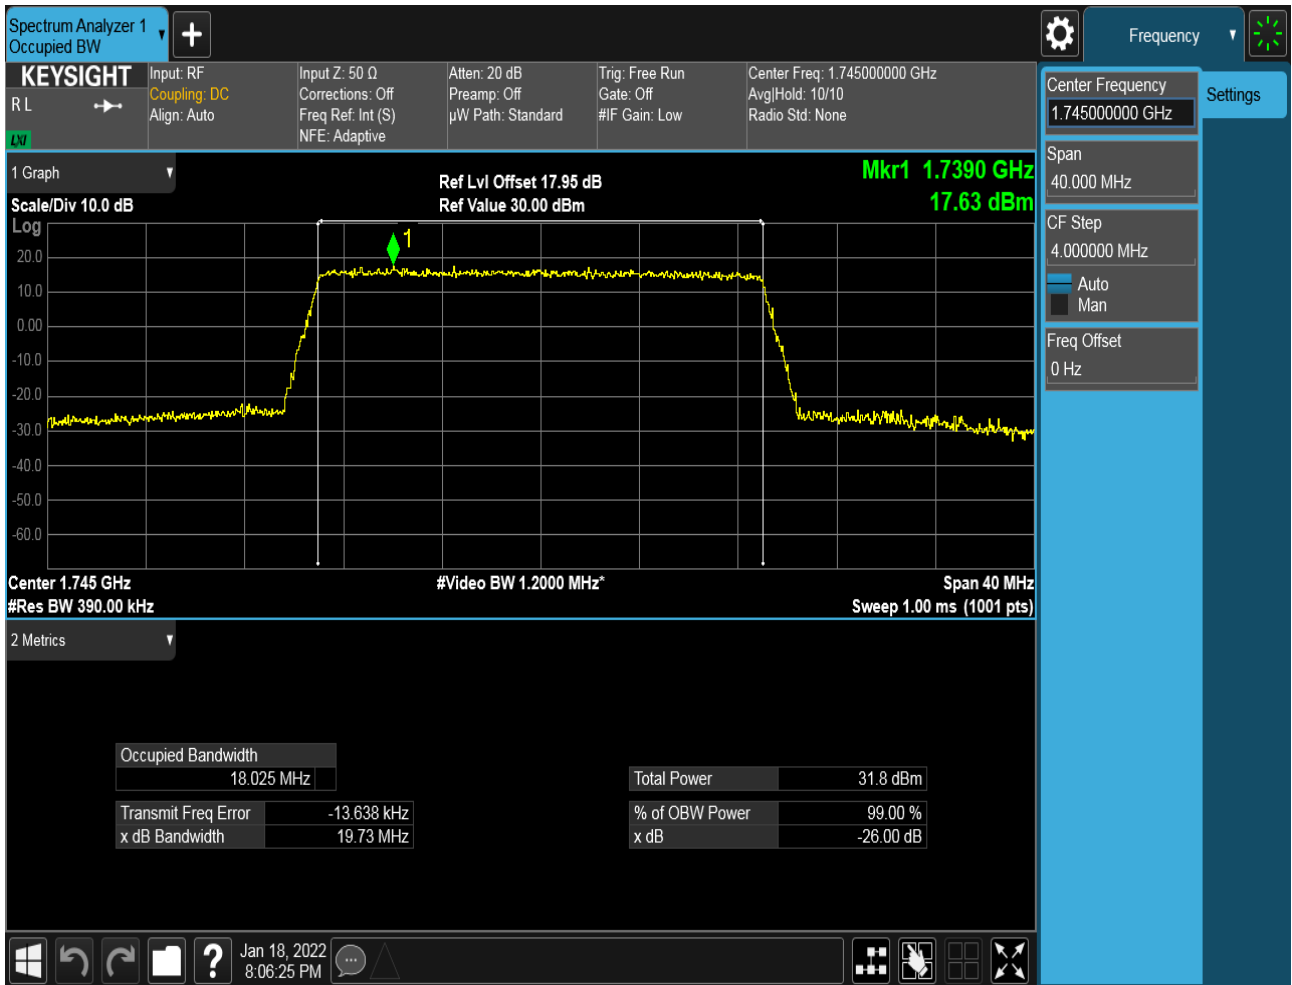 Spectrum Analyzer 1
Occupied BW
Frequency
KEYSIGHT
R L
LXI
Input: RF
Coupling: DC
Align: Auto
Input Z: 50 Ω
Corrections: Off
Freq Ref: Int (S)
NFE: Adaptive
Atten: 20 dB
Preamp: Off
µW Path: Standard
Trig: Free Run
Gate: Off
#IF Gain: Low
Center Freq: 1.745000000 GHz
Avg|Hold: 10/10
Radio Std: None
Center Frequency
1.745000000 GHz
Settings
Span
40.000 MHz
CF Step
4.000000 MHz
Auto
Man
Freq Offset
0 Hz
1 Graph
Scale/Div 10.0 dB
Log
Ref Lvl Offset 17.95 dB
Ref Value 30.00 dBm
Mkr1 1.7390 GHz
17.63 dBm
1
20.0
10.0
0.00
-10.0
-20.0
-30.0
-40.0
-50.0
-60.0
Center 1.745 GHz
#Video BW 1.2000 MHz*
Span 40 MHz
#Res BW 390.00 kHz
Sweep 1.00 ms (1001 pts)
2 Metrics
Occupied Bandwidth
18.025 MHz
Total Power 31.8 dBm
Transmit Freq Error -13.638 kHz
% of OBW Power 99.00 %
x dB Bandwidth 19.73 MHz
x dB -26.00 dB
?
Jan 18, 2022
8:06:25 PM